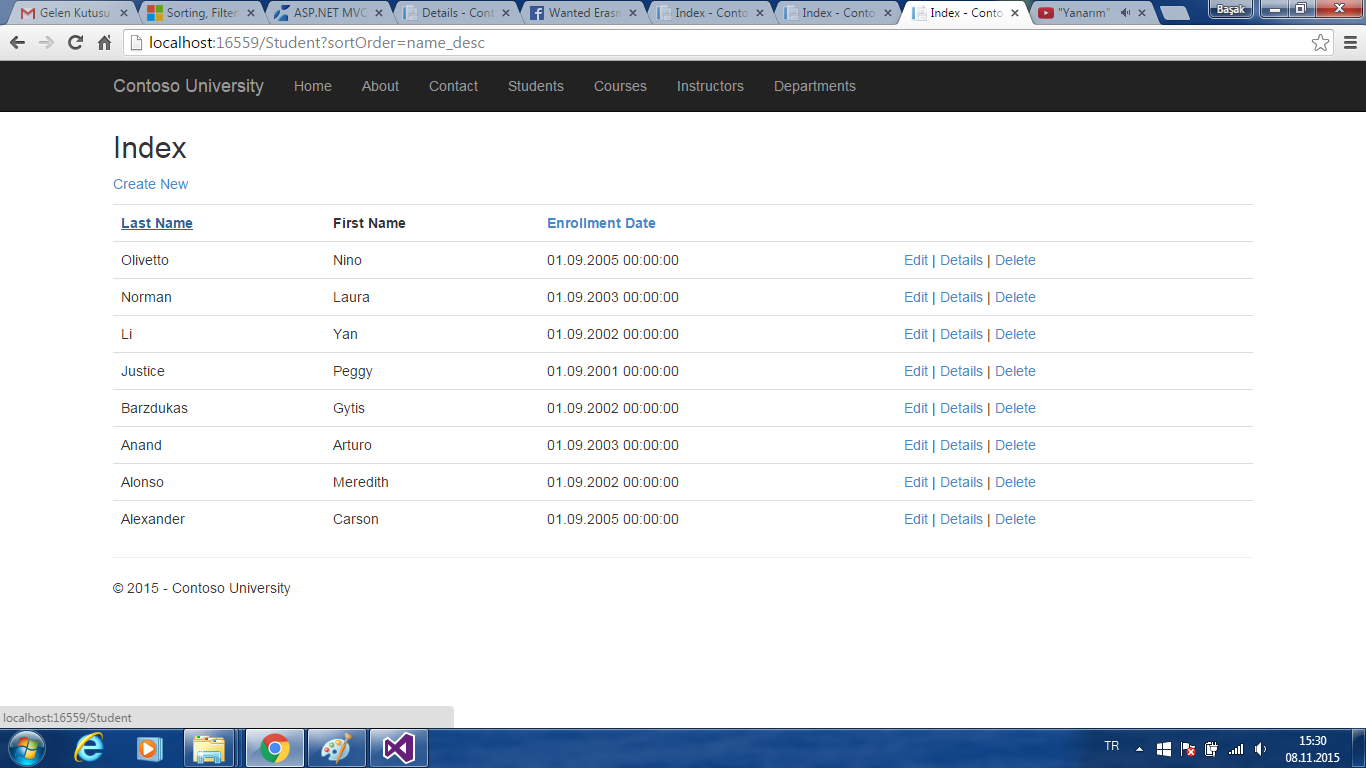 Gelen Kutusu Sorting, Filter ASP.NET MVC Details - Cont Wanted Erasm Index - Conto Index - Conto Index - Conto "Yanarım" Başak
localhost:16559/Student?sortOrder=name_desc
Contoso University Home About Contact Students Courses Instructors Departments
Index
Create New
Last Name First Name Enrollment Date
Olivetto Nino 01.09.2005 00:00:00 Edit | Details | Delete
Norman Laura 01.09.2003 00:00:00 Edit | Details | Delete
Li Yan 01.09.2002 00:00:00 Edit | Details | Delete
Justice Peggy 01.09.2001 00:00:00 Edit | Details | Delete
Barzdukas Gytis 01.09.2002 00:00:00 Edit | Details | Delete
Anand Arturo 01.09.2003 00:00:00 Edit | Details | Delete
Alonso Meredith 01.09.2002 00:00:00 Edit | Details | Delete
Alexander Carson 01.09.2005 00:00:00 Edit | Details | Delete
© 2015 - Contoso University
localhost:16559/Student
TR 15:30
08.11.2015